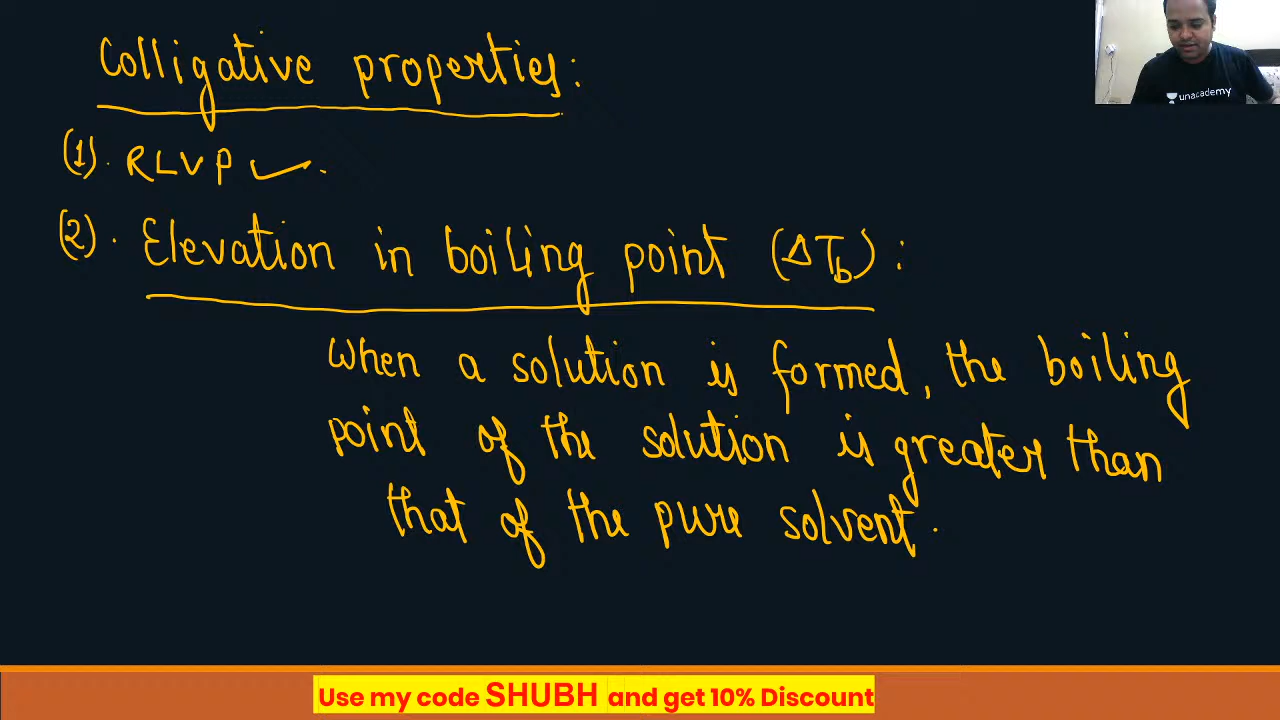 Colligative properties:
unacademy
(1). RLVP ✓.
(2). Elevation in boiling point (ΔTb):
When a solution is formed, the boiling
point of the solution is greater than
that of the pure solvent.
Use my code SHUBH and get 10% Discount